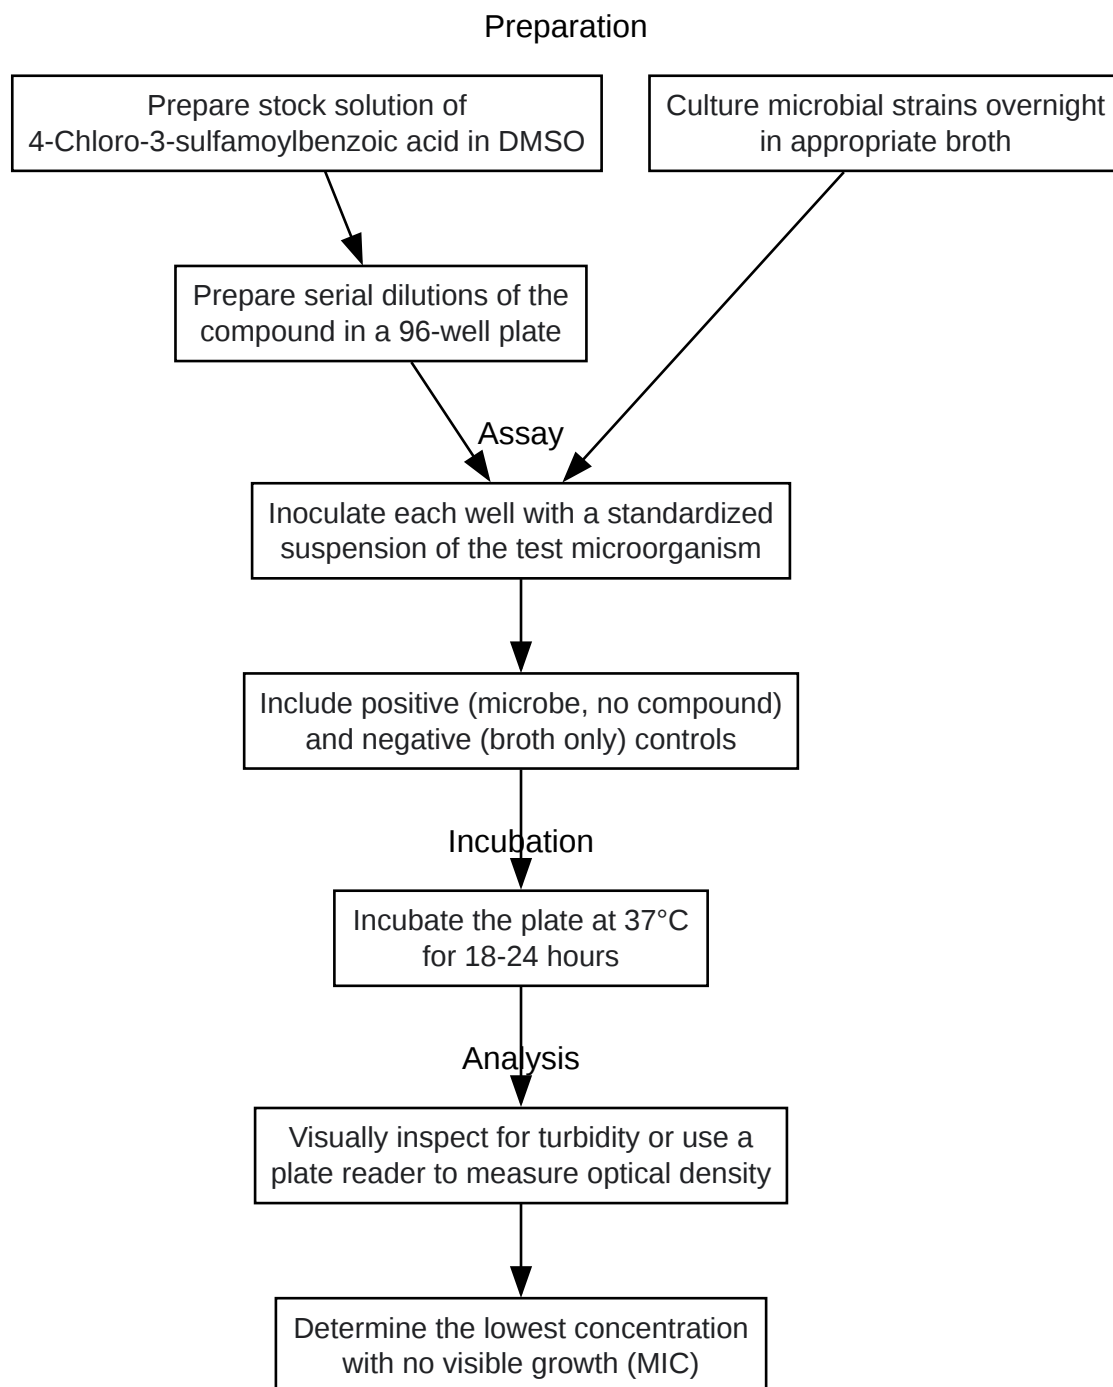 Preparation
Prepare stock solution of
4-Chloro-3-sulfamoylbenzoic acid in DMSO
Culture microbial strains overnight
in appropriate broth
Prepare serial dilutions of the
compound in a 96-well plate
Assay
Inoculate each well with a standardized
suspension of the test microorganism
Include positive (microbe, no compound)
and negative (broth only) controls
Incubation
Incubate the plate at 37°C
for 18-24 hours
Analysis
Visually inspect for turbidity or use a
plate reader to measure optical density
Determine the lowest concentration
with no visible growth (MIC)